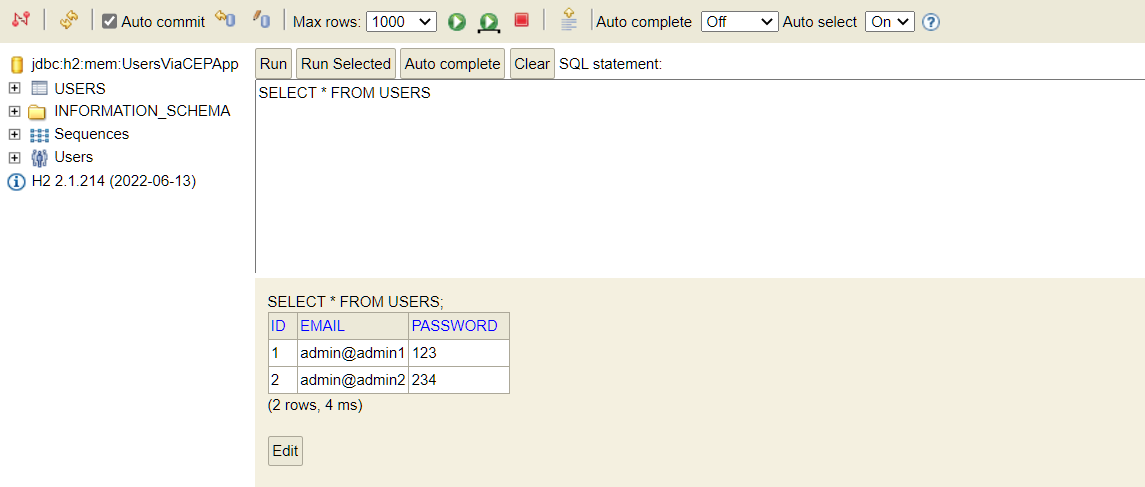 Auto commit Max rows: 1000 Auto complete Off Auto select On ?
jdbc:h2:mem:UsersViaCEPApp
USERS
INFORMATION_SCHEMA
Sequences
Users
H2 2.1.214 (2022-06-13)
Run Run Selected Auto complete Clear SQL statement:
SELECT * FROM USERS
SELECT * FROM USERS;
ID EMAIL PASSWORD
1 admin@admin1 123
2 admin@admin2 234
(2 rows, 4 ms)
Edit